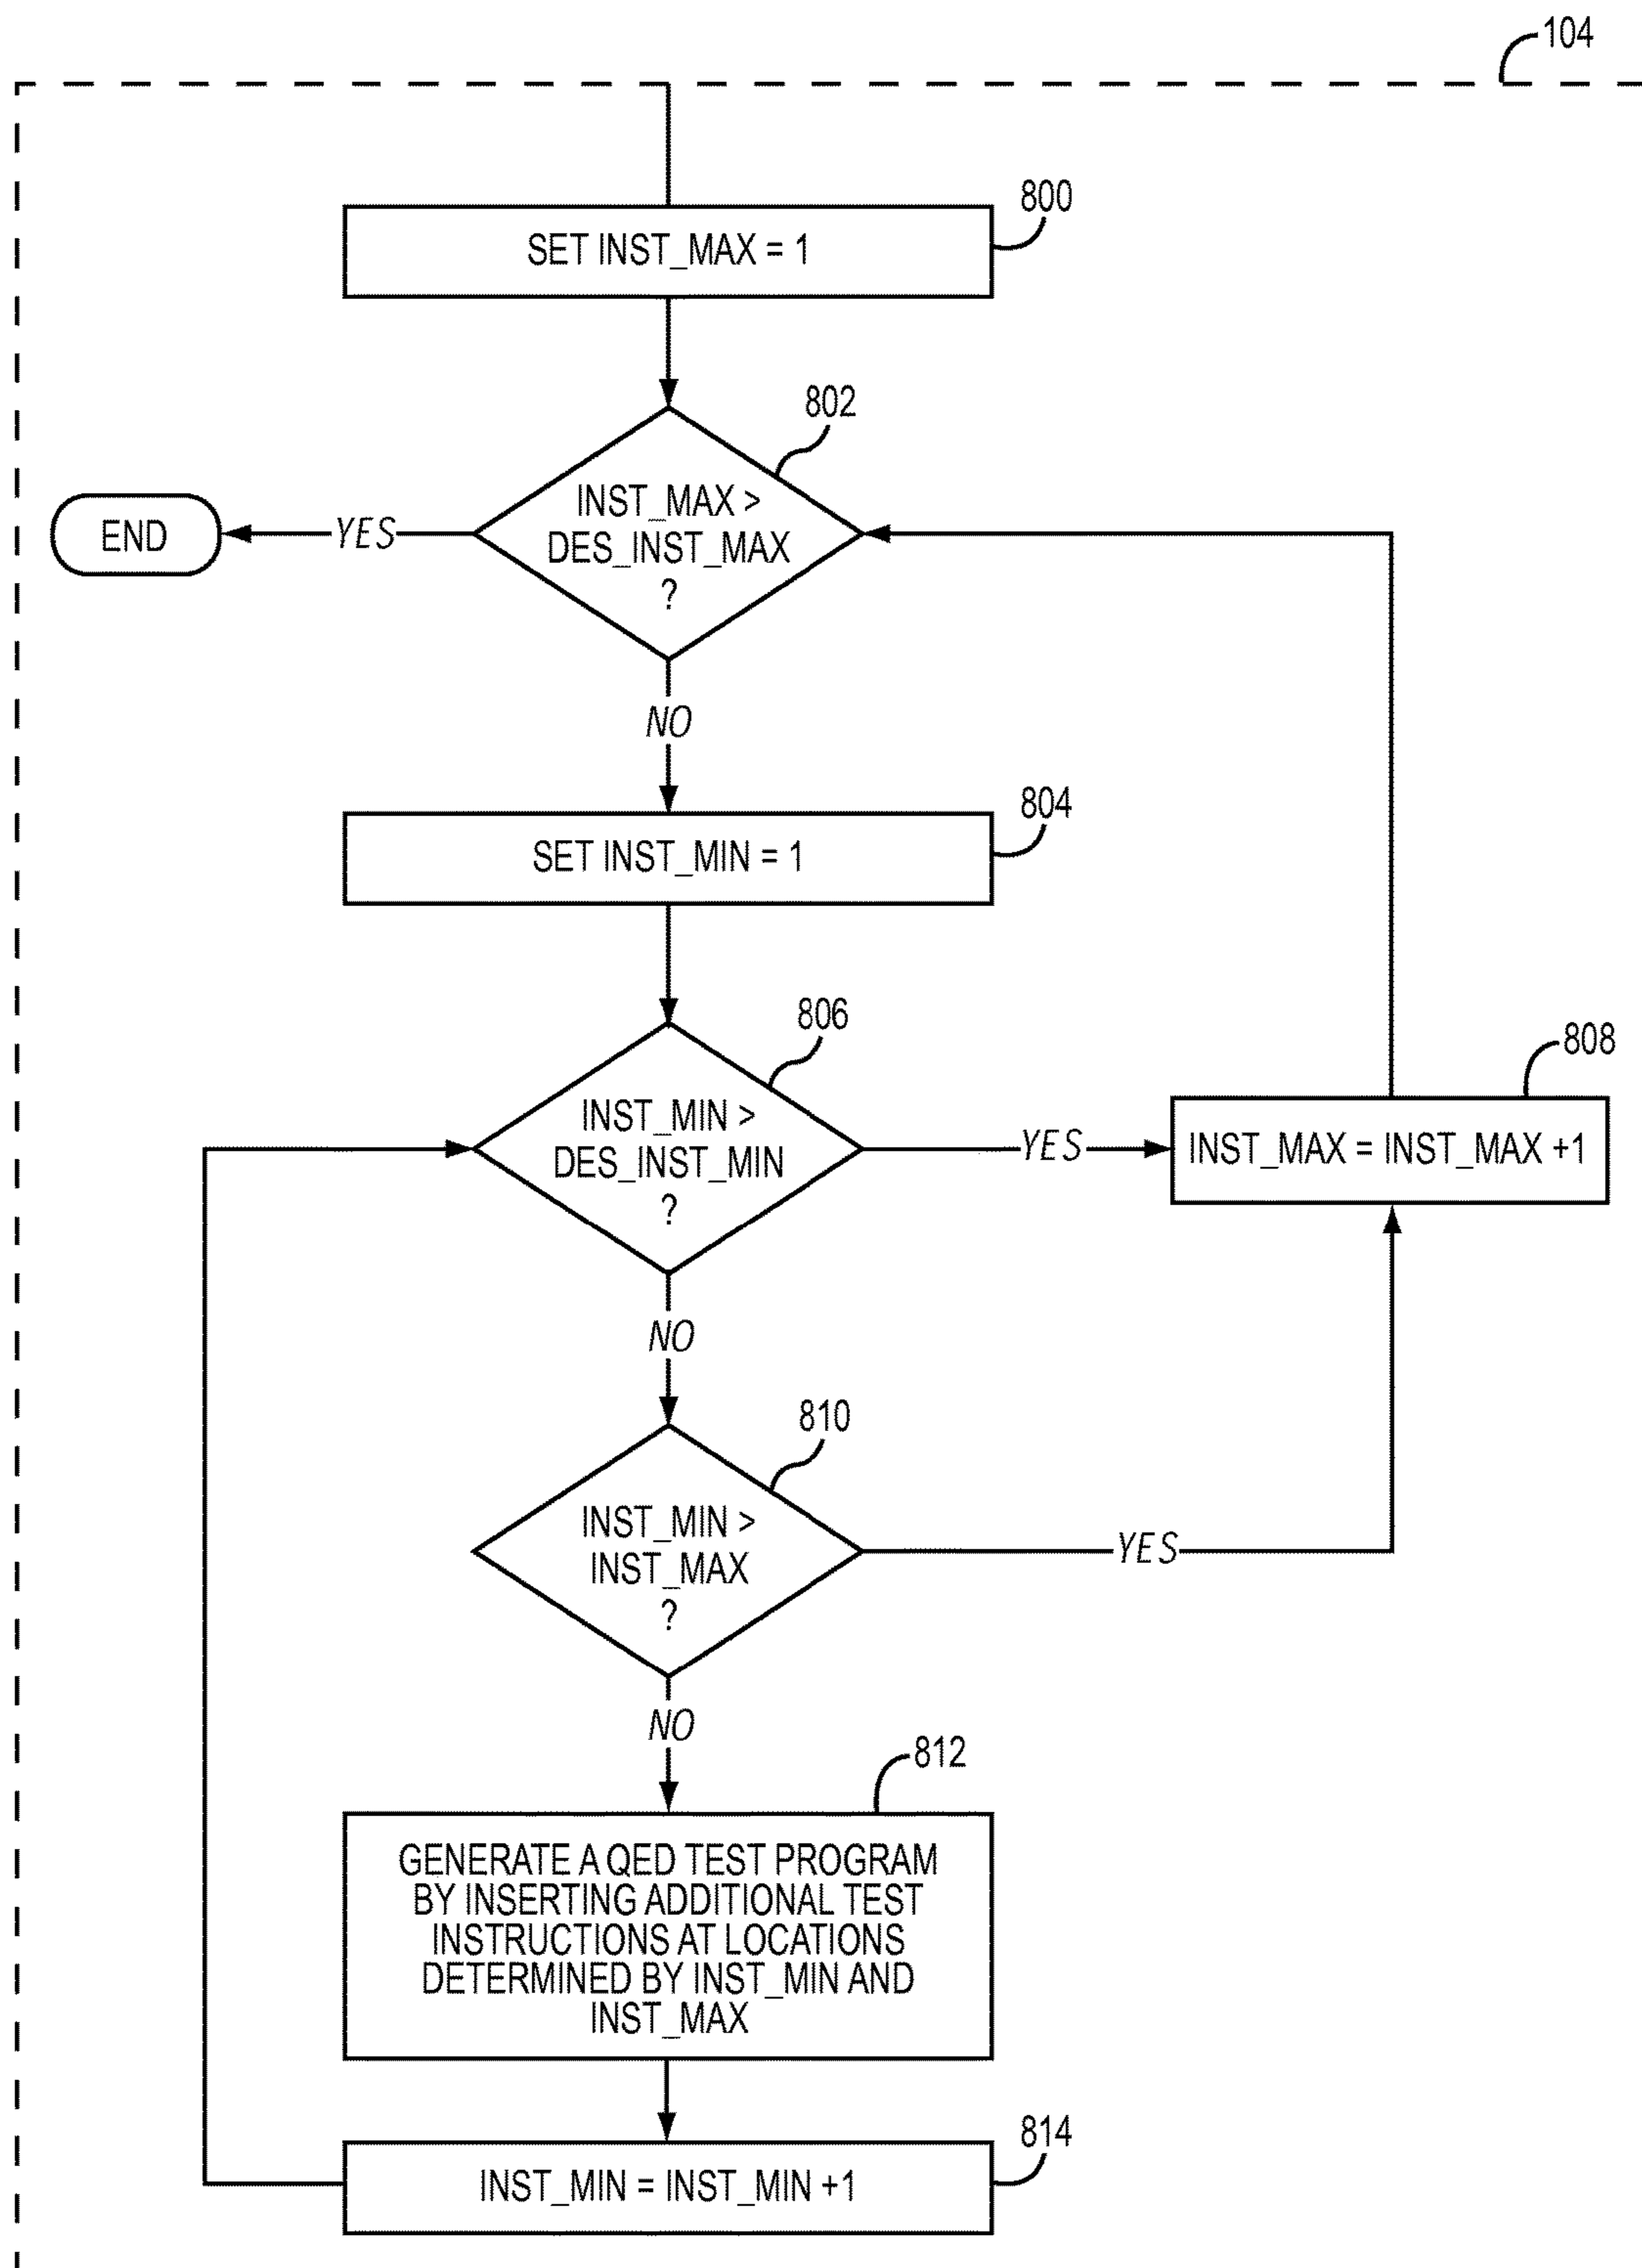 104
800
SET INST_MAX = 1
802
INST_MAX >
DES_INST_MAX
?
YES
END
NO
804
SET INST_MIN = 1
806
INST_MIN >
DES_INST_MIN
?
YES
808
INST_MAX = INST_MAX +1
NO
810
INST_MIN >
INST_MAX
?
YES
NO
812
GENERATE A QED TEST PROGRAM
BY INSERTING ADDITIONAL TEST
INSTRUCTIONS AT LOCATIONS
DETERMINED BY INST_MIN AND
INST_MAX
814
INST_MIN = INST_MIN +1